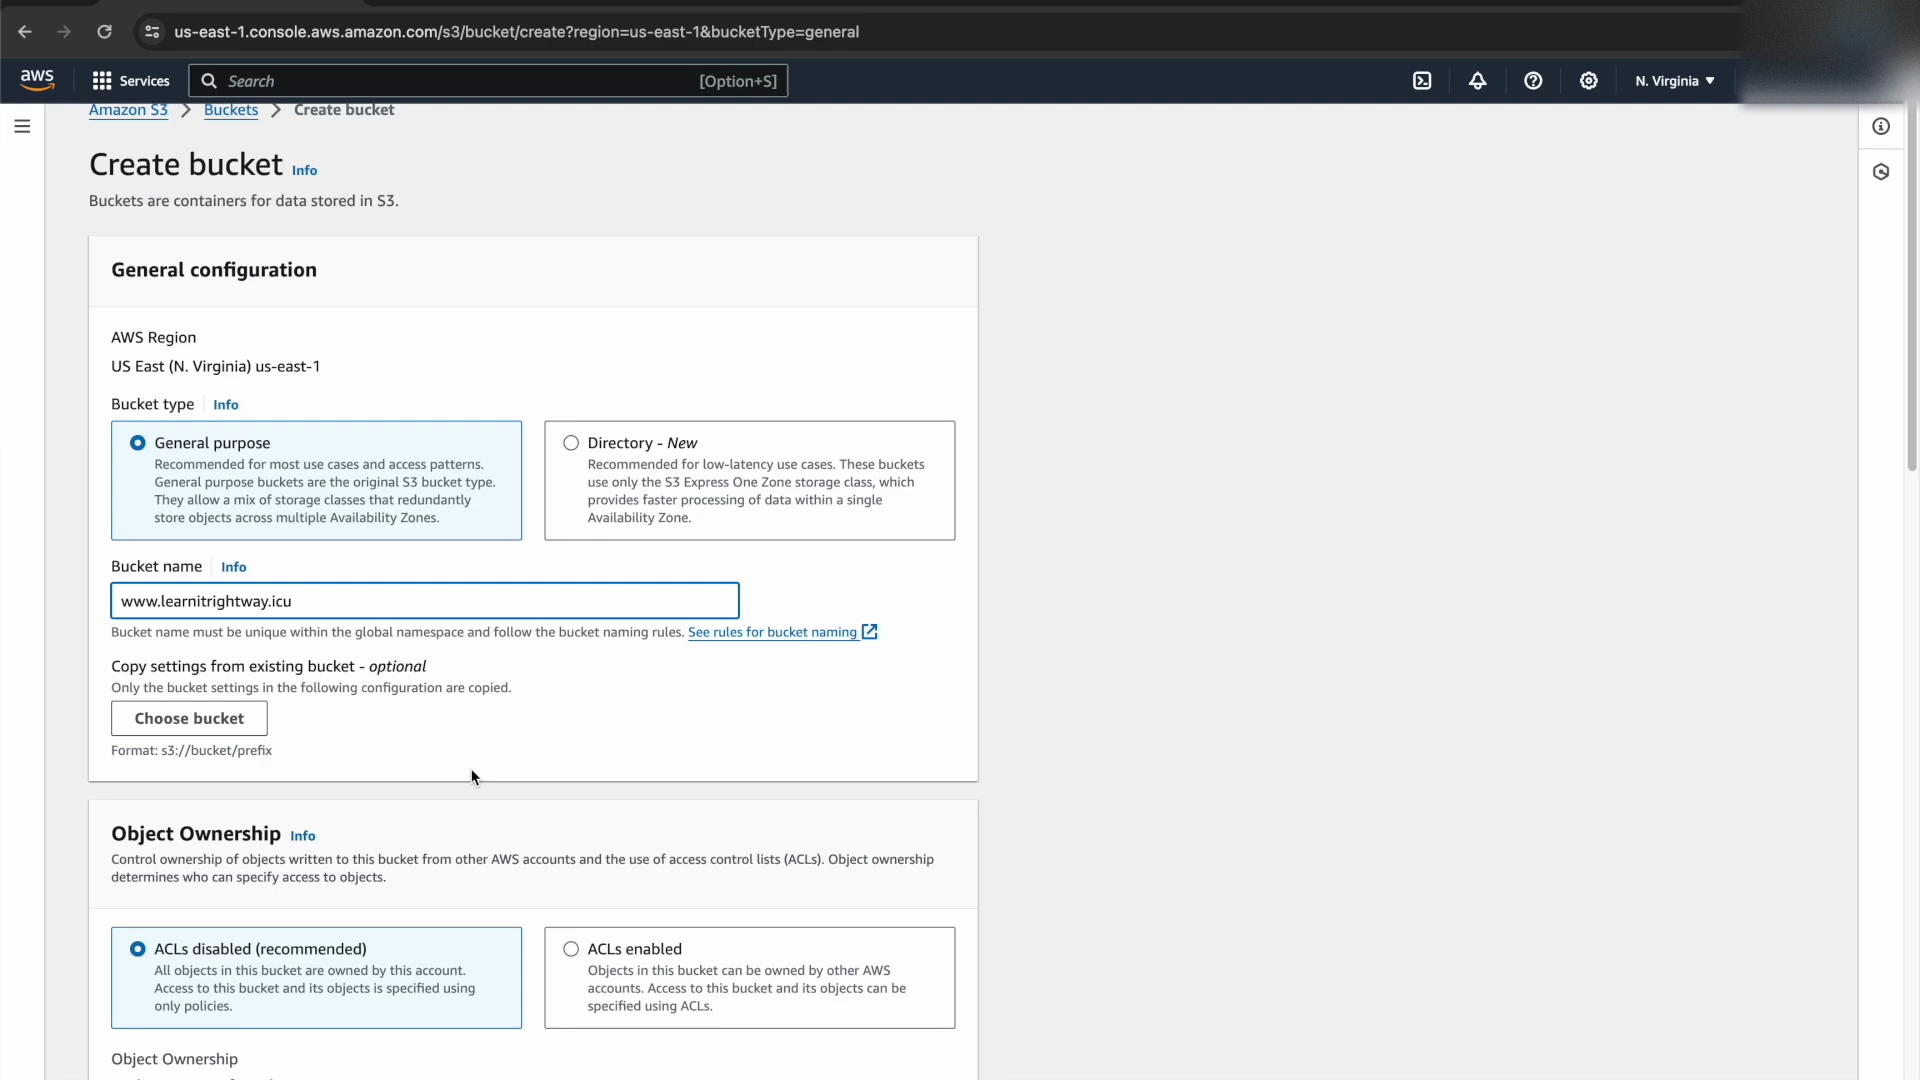 us-east-1.console.aws.amazon.com/s3/bucket/create?region=us-east-1&bucketType=general
aws Services Search [Option+S] N. Virginia
Amazon S3 Buckets Create bucket
Create bucket Info
Buckets are containers for data stored in S3.
General configuration
AWS Region
US East (N. Virginia) us-east-1
Bucket type Info
General purpose
Recommended for most use cases and access patterns.
General purpose buckets are the original S3 bucket type.
They allow a mix of storage classes that redundantly
store objects across multiple Availability Zones.
Directory - New
Recommended for low-latency use cases. These buckets
use only the S3 Express One Zone storage class, which
provides faster processing of data within a single
Availability Zone.
Bucket name Info
www.learnitrightway.icu
Bucket name must be unique within the global namespace and follow the bucket naming rules. See rules for bucket naming
Copy settings from existing bucket - optional
Only the bucket settings in the following configuration are copied.
Choose bucket
Format: s3://bucket/prefix
Object Ownership Info
Control ownership of objects written to this bucket from other AWS accounts and the use of access control lists (ACLs). Object ownership
determines who can specify access to objects.
ACLs disabled (recommended)
All objects in this bucket are owned by this account.
Access to this bucket and its objects is specified using
only policies.
ACLs enabled
Objects in this bucket can be owned by other AWS
accounts. Access to this bucket and its objects can be
specified using ACLs.
Object Ownership